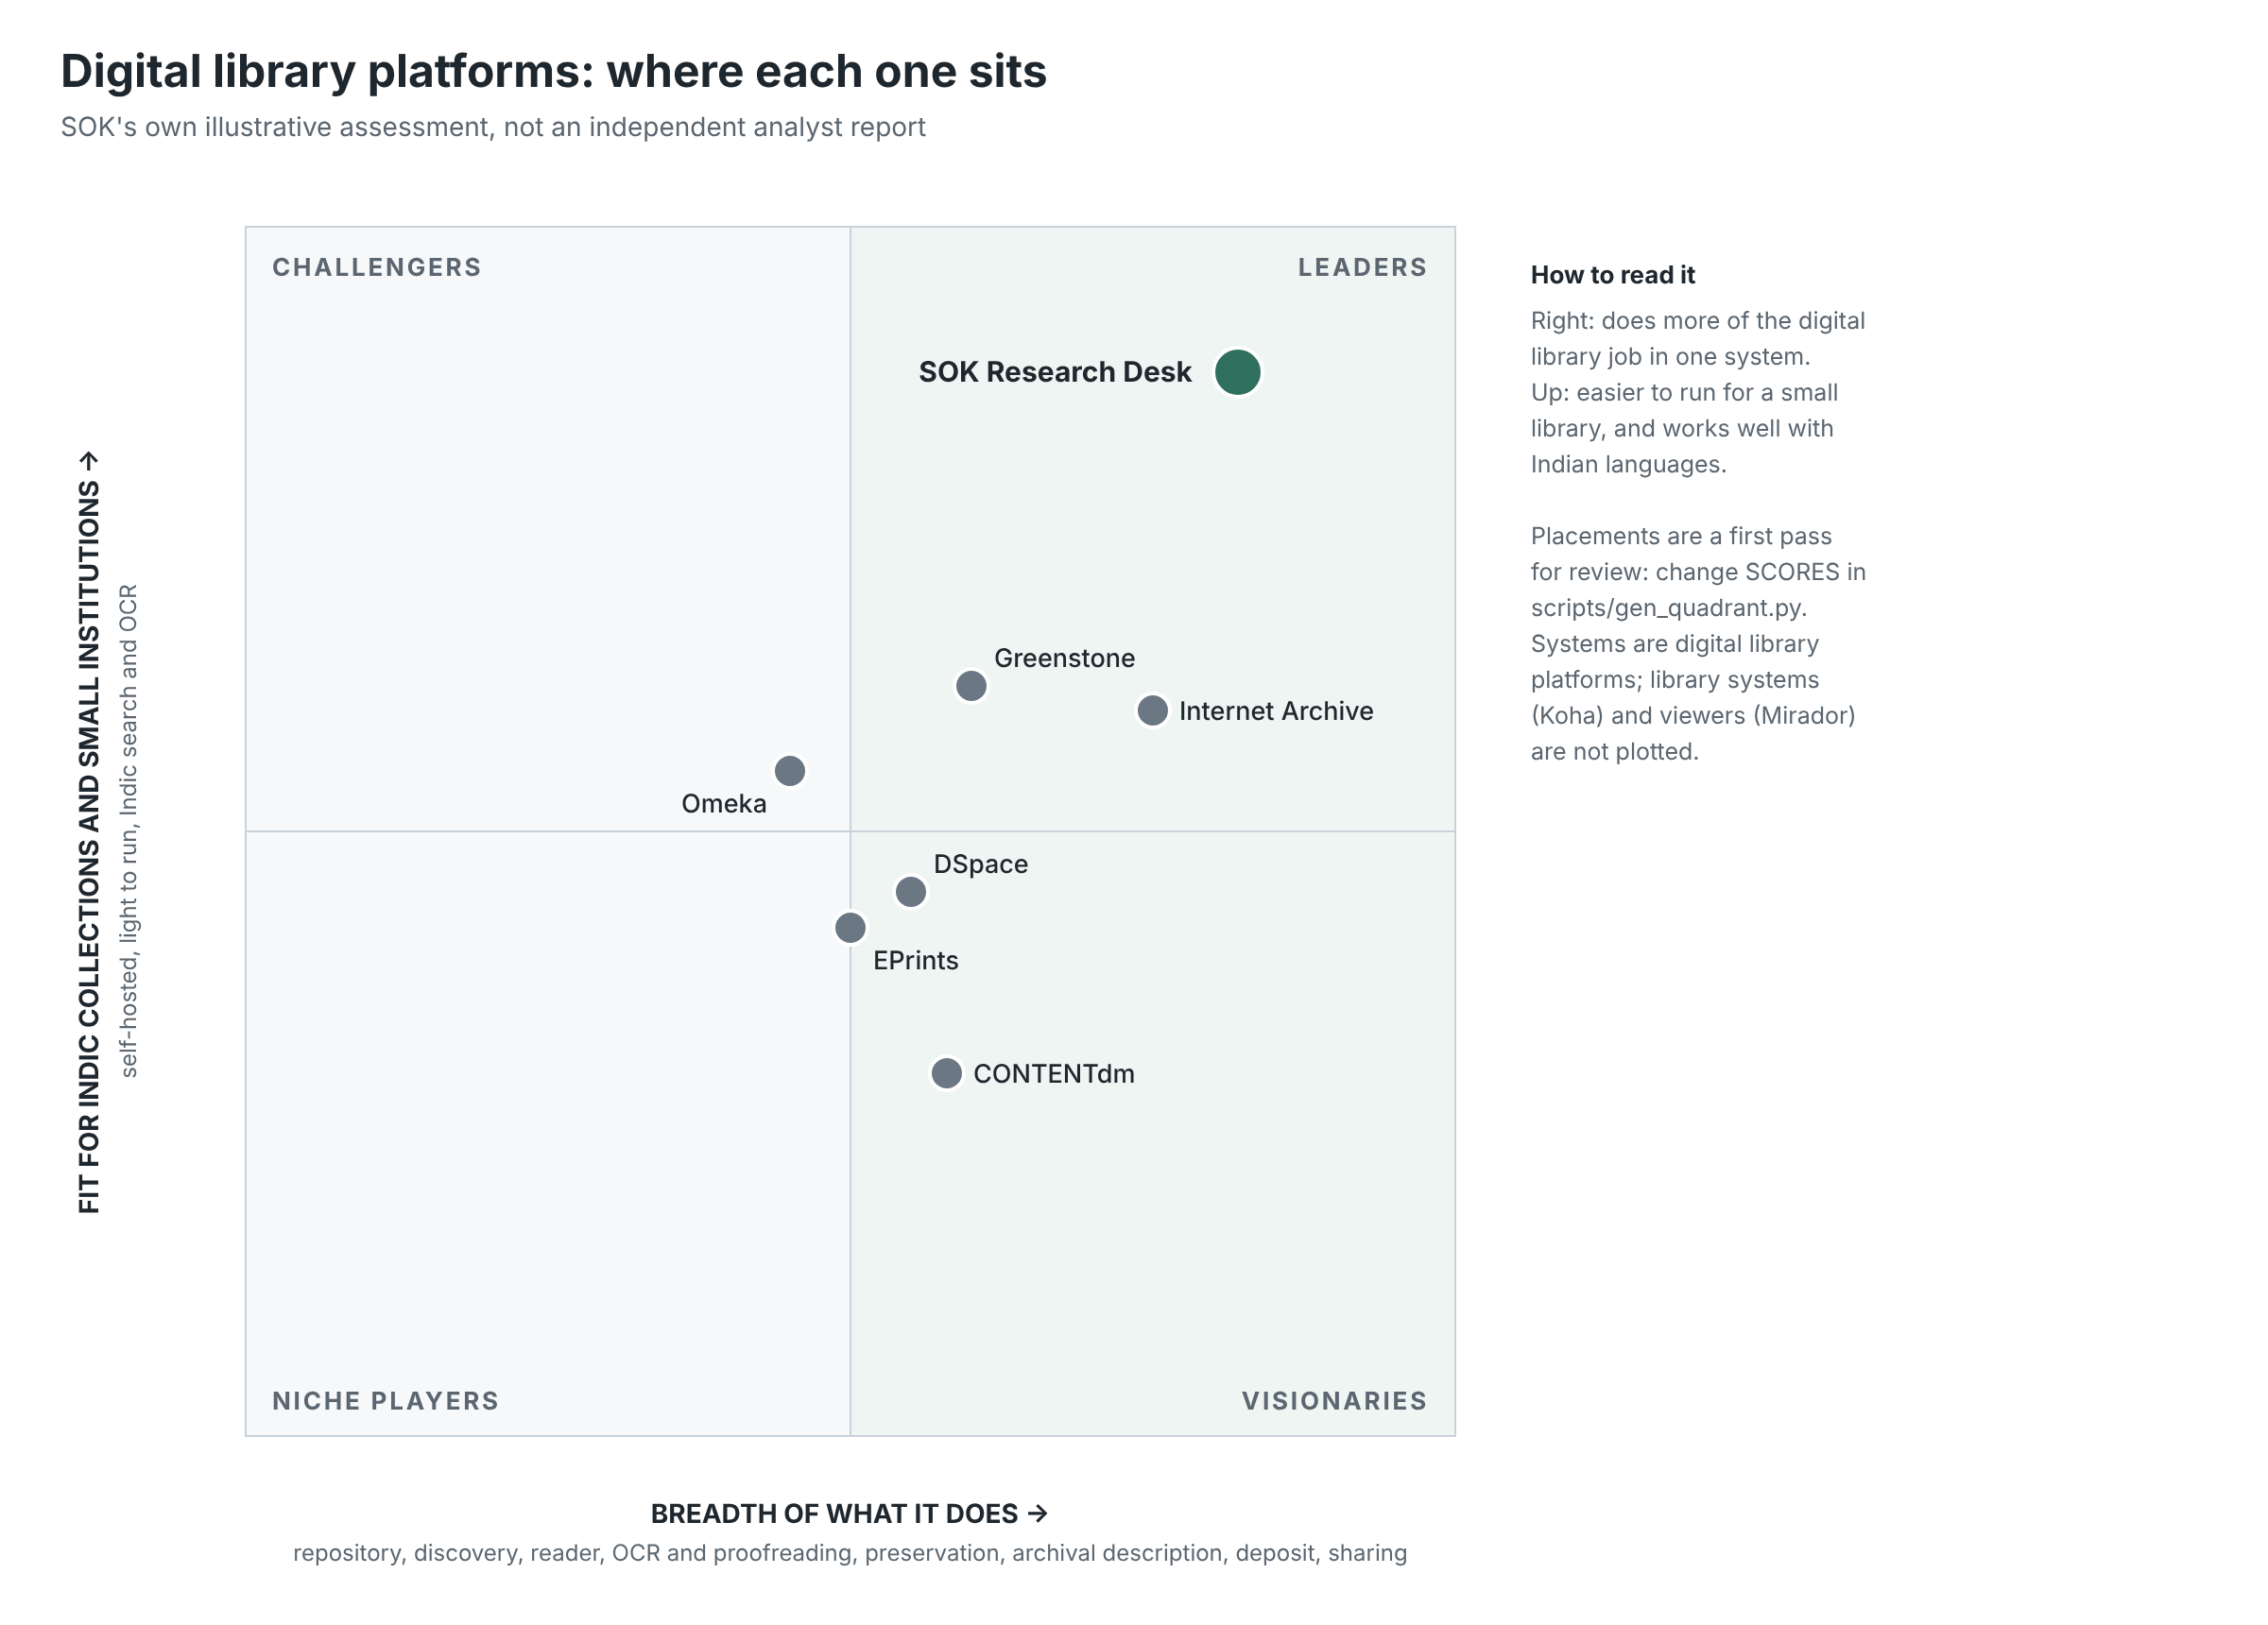 Digital library platforms: where each one sits
SOK's own illustrative assessment, not an independent analyst report
CHALLENGERS
LEADERS
SOK Research Desk
Greenstone
Internet Archive
Omeka
DSpace
EPrints
CONTENTdm
NICHE PLAYERS
VISIONARIES
FIT FOR INDIC COLLECTIONS AND SMALL INSTITUTIONS →
self-hosted, light to run, Indic search and OCR
BREADTH OF WHAT IT DOES →
repository, discovery, reader, OCR and proofreading, preservation, archival description, deposit, sharing
How to read it
Right: does more of the digital
library job in one system.
Up: easier to run for a small
library, and works well with
Indian languages.
Placements are a first pass
for review: change SCORES in
scripts/gen_quadrant.py.
Systems are digital library
platforms; library systems
(Koha) and viewers (Mirador)
are not plotted.